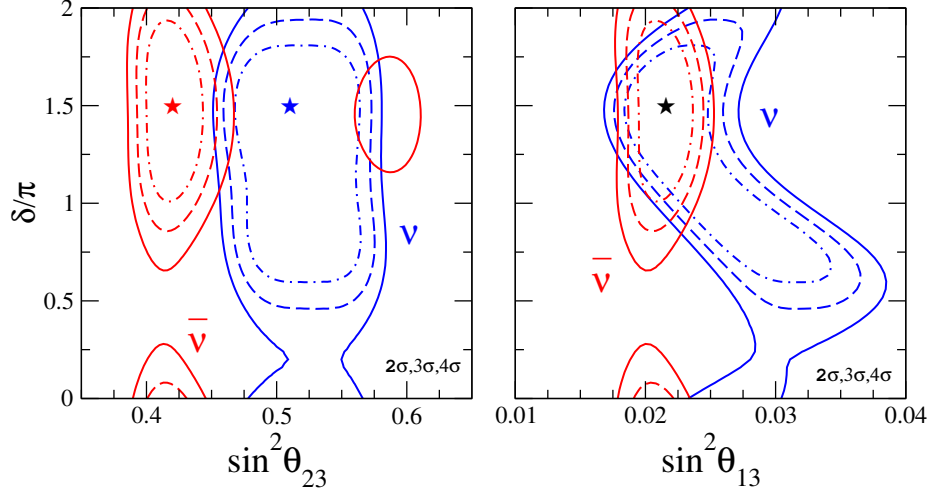 2
1.5
1
0.5
0
δ/π
ν
ν̅
2σ,3σ,4σ
0.4
0.5
0.6
sin²θ₂₃
ν
ν̅
2σ,3σ,4σ
0.01
0.02
0.03
0.04
sin²θ₁₃